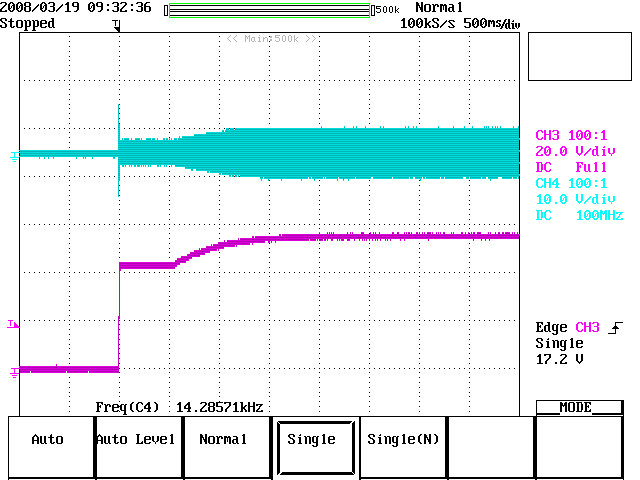 2008/03/19 09:32:36 500k Normal
Stopped 100kS/s 500ms/div
<< Main:500k >>
CH3 100:1
20.0 V/div
DC Full
CH4 100:1
10.0 V/div
DC 100MHz
Edge CH3
Single
17.2 V
Freq(C4) 14.28571kHz
MODE
Auto Auto Level Normal Single Single(N)